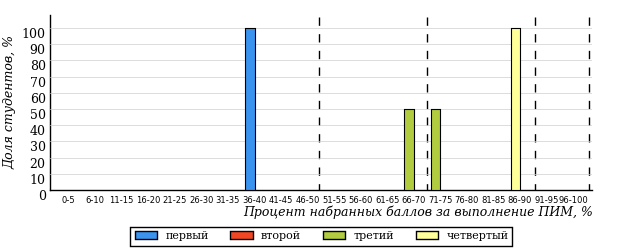 Доля студентов, %
100
90
80
70
60
50
40
30
20
10
0
0-5 6-10 11-15 16-20 21-25 26-30 31-35 36-40 41-45 46-50 51-55 56-60 61-65 66-70 71-75 76-80 81-85 86-90 91-95 96-100
Процент набранных баллов за выполнение ПИМ, %
первый второй третий четвертый